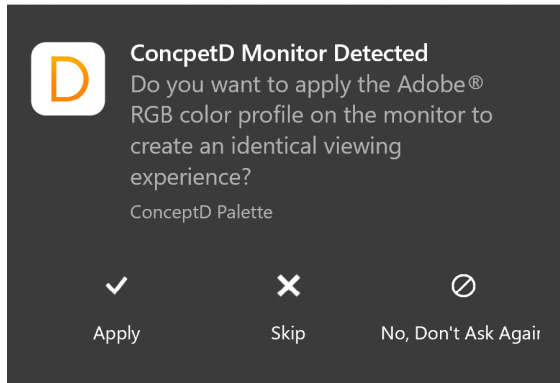 D
ConcpetD Monitor Detected
Do you want to apply the Adobe®
RGB color profile on the monitor to
create an identical viewing
experience?
ConceptD Palette
Apply Skip No, Don't Ask Again